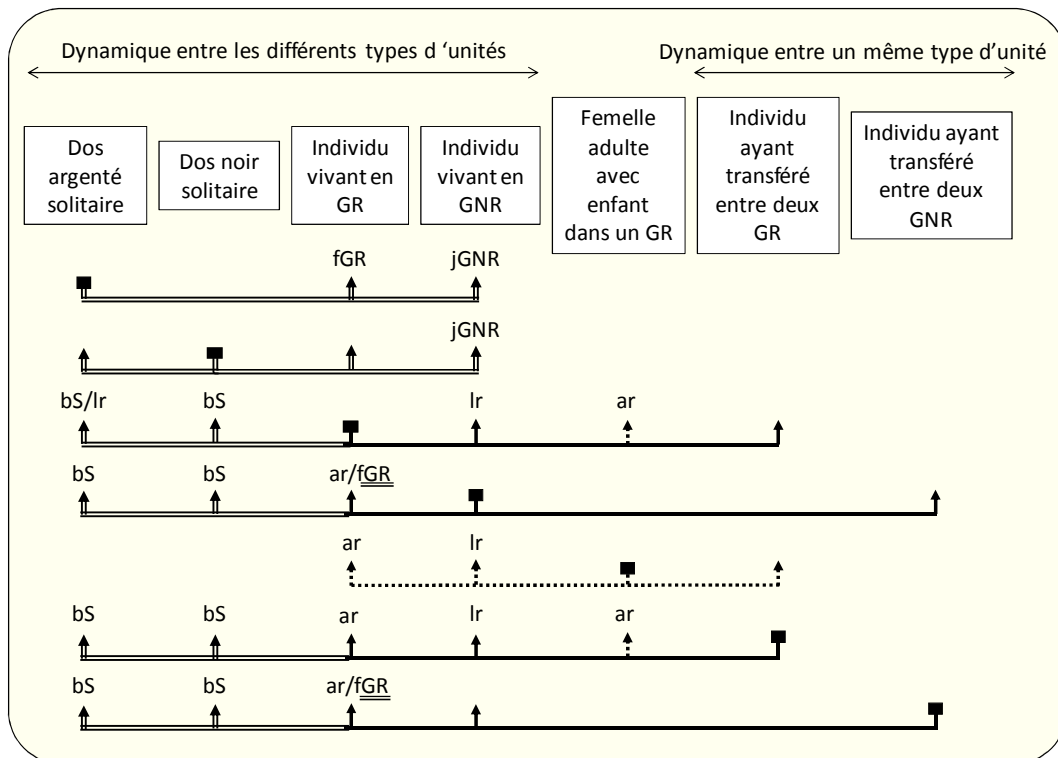 Dynamique entre les différents types d ‘unités
Dynamique entre un même type d’unité
Dos
argenté
solitaire
Dos noir
solitaire
Individu
vivant en
GR
Individu
vivant en
GNR
Femelle
adulte
avec
enfant
dans un GR
Individu
ayant
transféré
entre deux
GR
Individu ayant
transféré
entre deux
GNR
fGR jGNR
jGNR
bS/lr bS lr ar
bS bS ar/fGR
ar lr
bS bS ar lr ar
bS bS ar/fGR